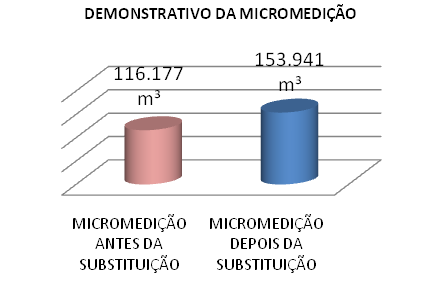 DEMONSTRATIVO DA MICROMEDIÇÃO
116.177
m³
153.941
m³
MICROMEDIÇÃO
ANTES DA
SUBSTITUIÇÃO
MICROMEDIÇÃO
DEPOIS DA
SUBSTITUIÇÃO